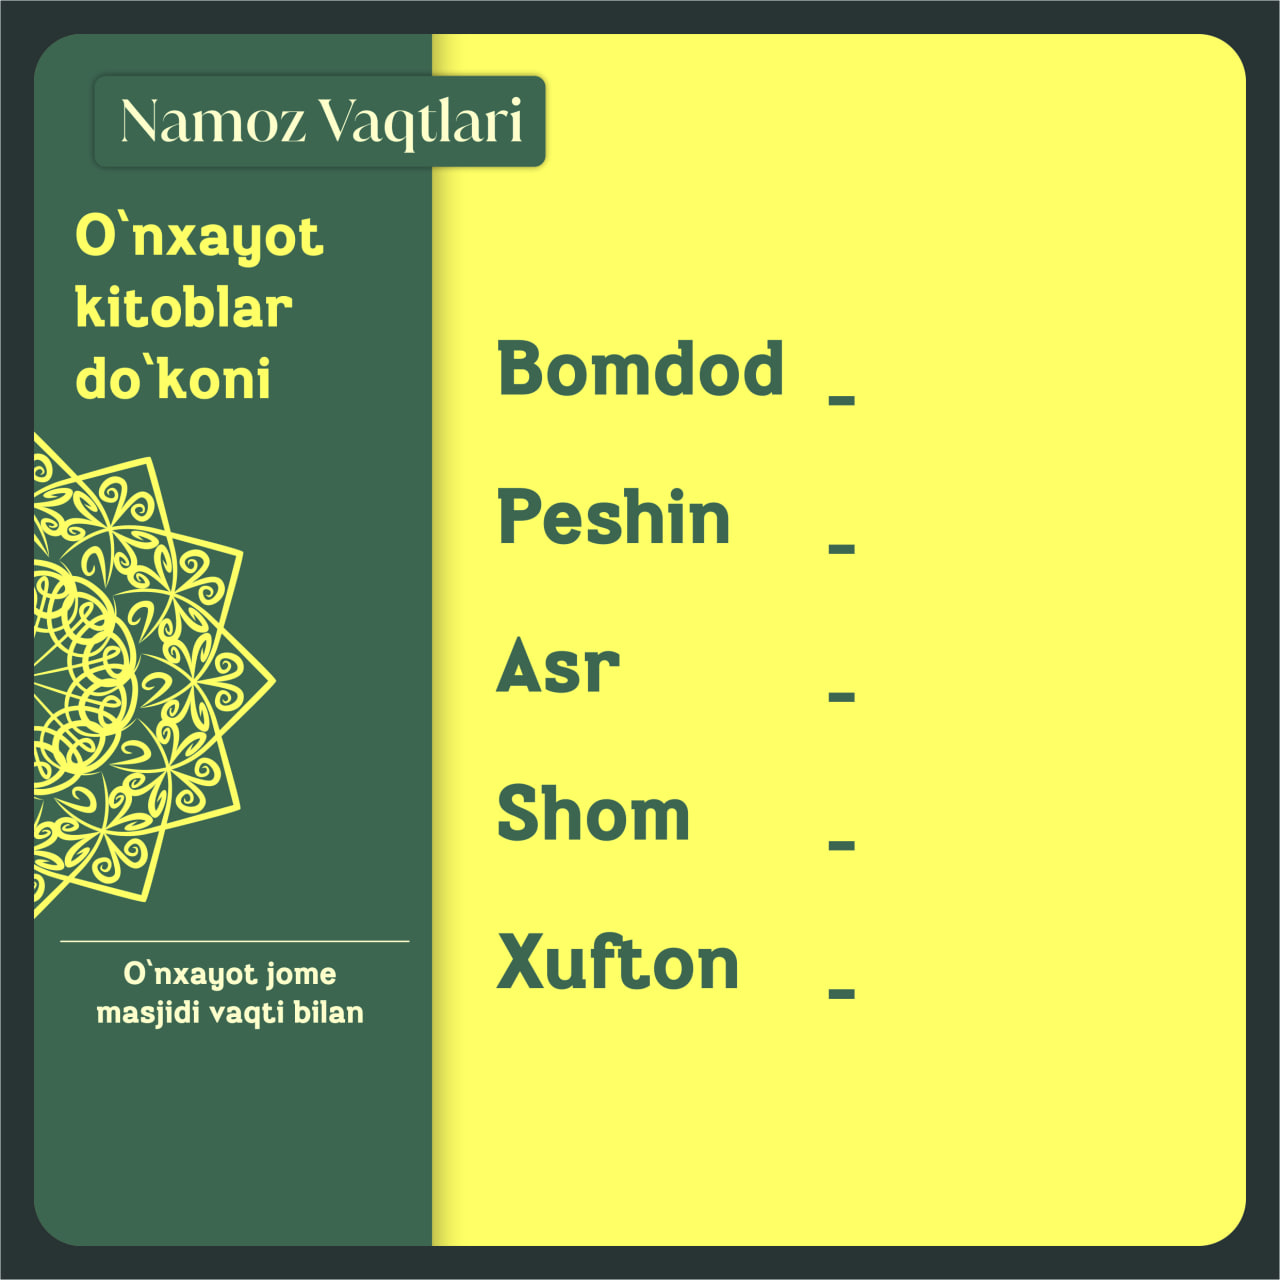 Namoz Vaqtlari
O`nxayot
kitoblar
do`koni
Bomdod _
Peshin _
Asr _
Shom _
Xufton _
O`nxayot jome
masjidi vaqti bilan